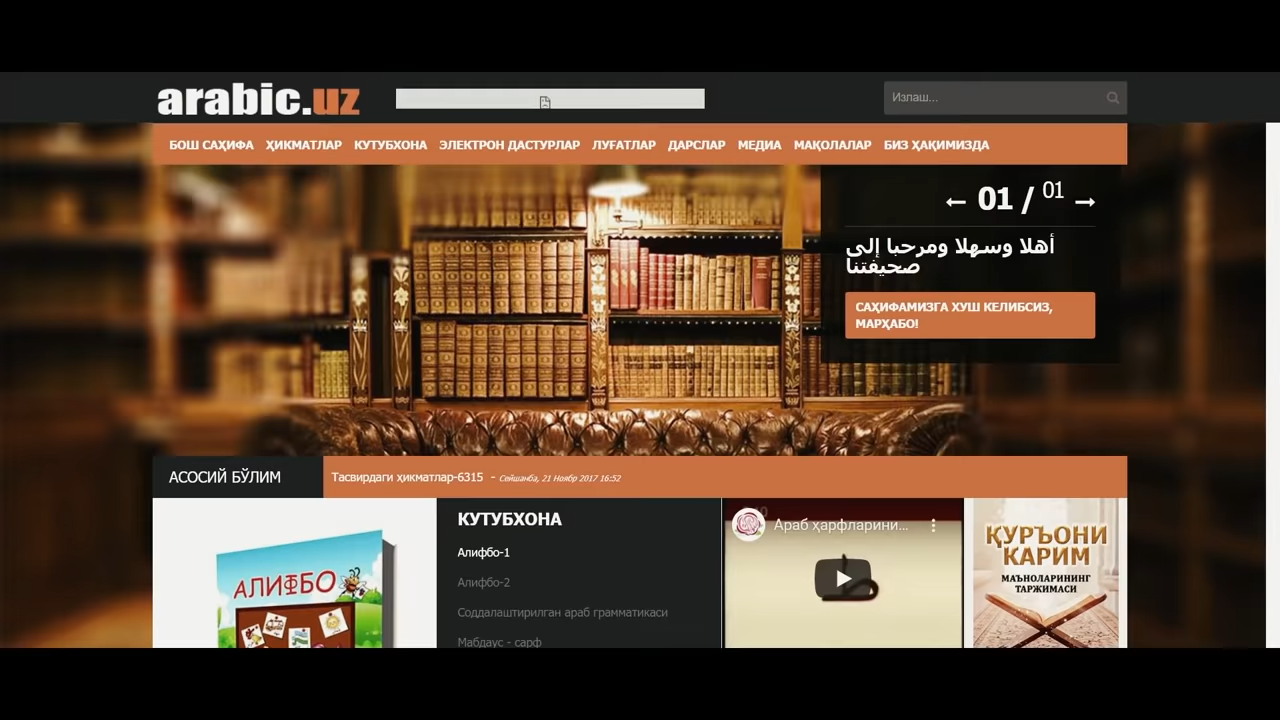 arabic.uz
Излаш...
БОШ САҲИФА ҲИКМАТЛАР КУТУБХОНА ЭЛЕКТРОН ДАСТУРЛАР ЛУҒАТЛАР ДАРСЛАР МЕДИА МАҚОЛАЛАР БИЗ ҲАҚИМИЗДА
← 01 / 01 →
أهلا وسهلا ومرحبا إلى
صحيفتنا
САҲИФАМИЗГА ХУШ КЕЛИБСИЗ,
МАРҲАБО!
АСОСИЙ БЎЛИМ
Тасвирдаги ҳикматлар-6315 - Сейшанба, 21 Ноябр 2017 16:52
АЛИФБО
КУТУБХОНА
Алифбо-1
Алифбо-2
Соддалаштирилган араб грамматикаси
Мабдаус - сарф
Араб ҳарфларини...
ҚУРЪОНИ
КАРИМ
МАЪНОЛАРИНИНГ
ТАРЖИМАСИ